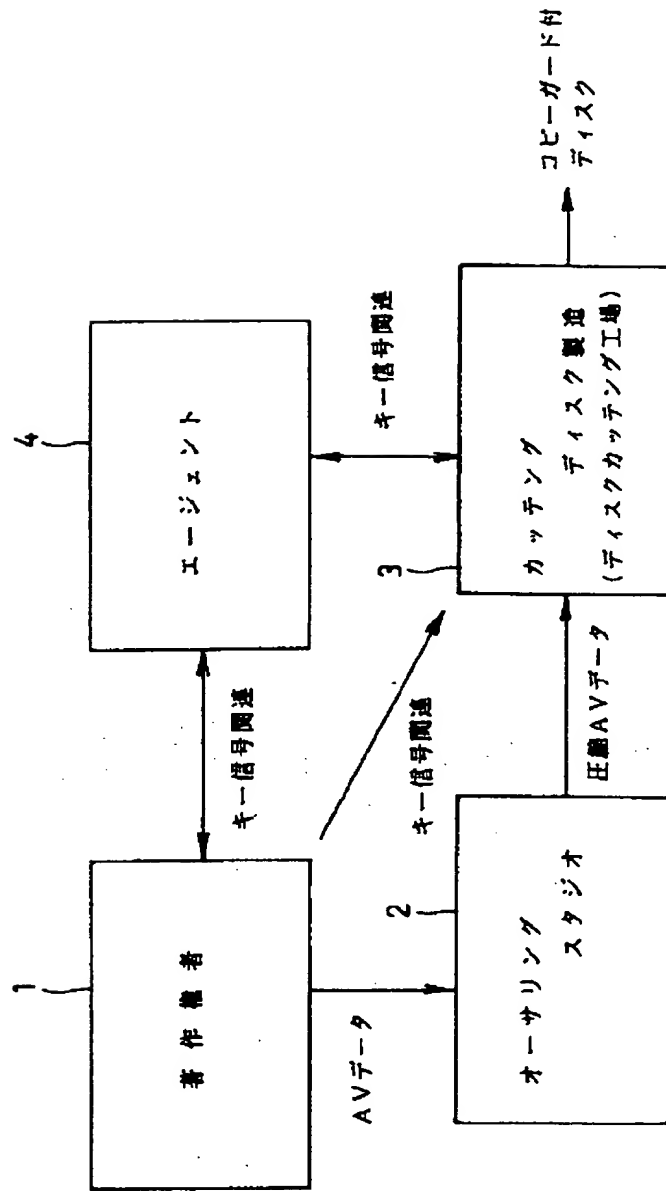 1
著作権者
キー信号関連
4
エージェント
AVデータ
キー信号関連
キー信号関連
2
オーサリング
スタジオ
圧縮AVデータ
3
カッテング
ディスク製造
(ディスクカッテング工場)
コピーガード付
ディスク